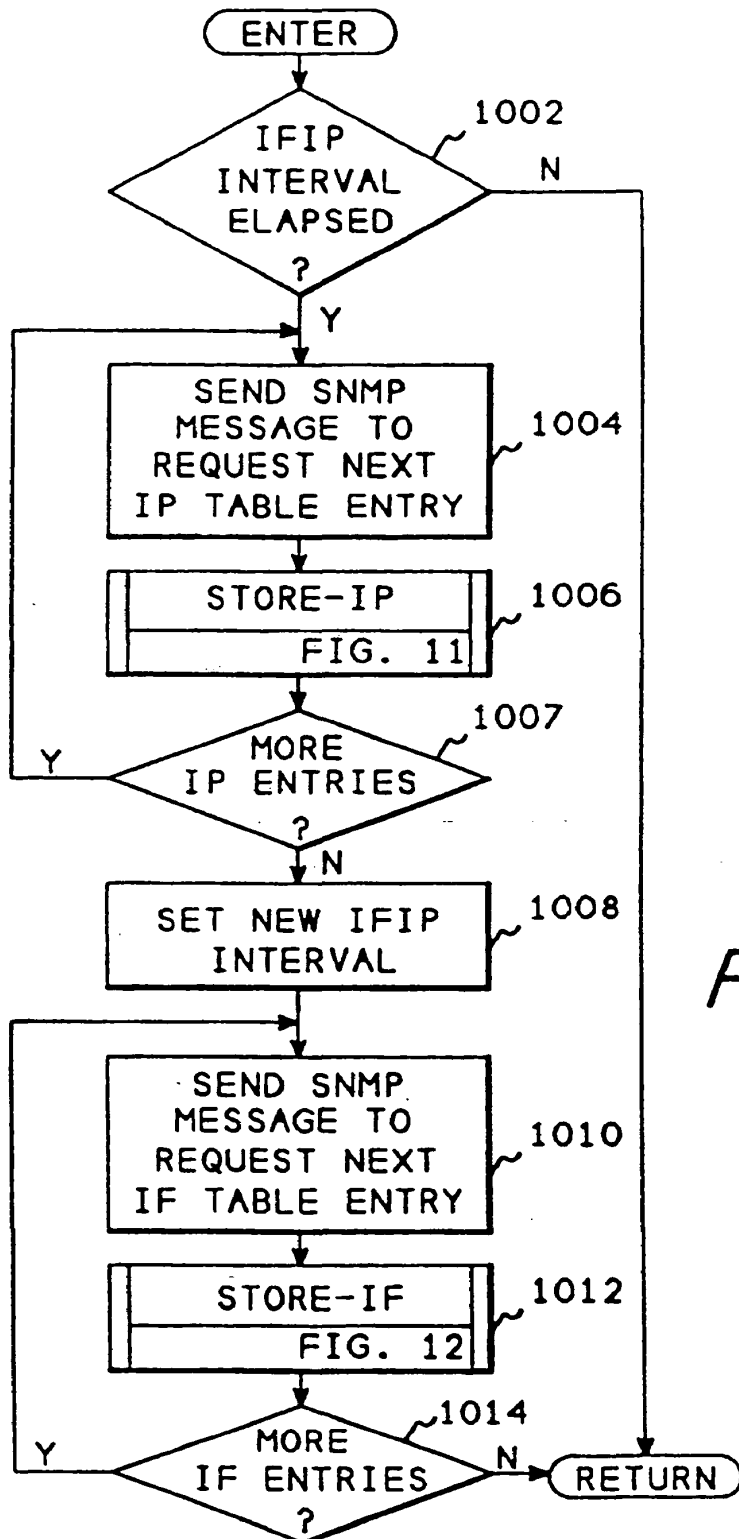 ENTER
1002
IFIP
INTERVAL
ELAPSED
?
N
Y
SEND SNMP
MESSAGE TO
REQUEST NEXT
IP TABLE ENTRY
1004
STORE-IP
FIG. 11
1006
1007
MORE
IP ENTRIES
?
Y
N
SET NEW IFIP
INTERVAL
1008
SEND SNMP
MESSAGE TO
REQUEST NEXT
IF TABLE ENTRY
1010
STORE-IF
FIG. 12
1012
1014
MORE
IF ENTRIES
?
Y
N
RETURN